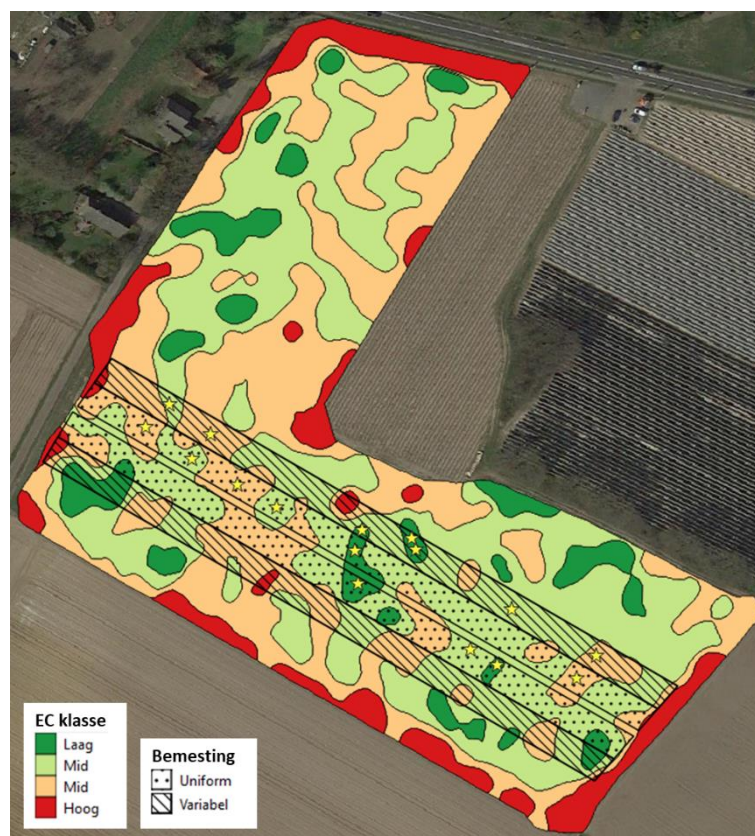 EC klasse
Laag
Mid
Mid
Hoog
Bemesting
Uniform
Variabel